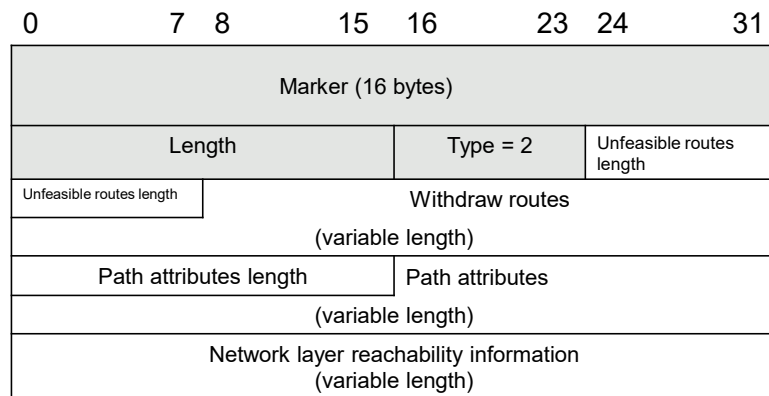 0 7 8 15 16 23 24 31
Marker (16 bytes)
Length Type = 2 Unfeasible routes
length
Unfeasible routes length Withdraw routes
(variable length)
Path attributes length Path attributes
(variable length)
Network layer reachability information
(variable length)